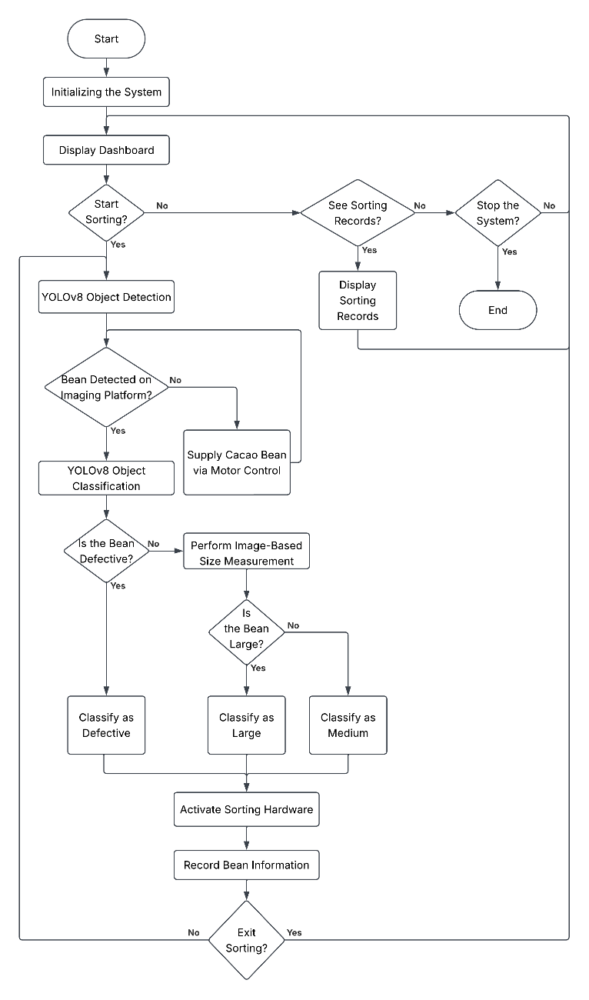 Start
Initializing the System
Display Dashboard
Start
Sorting?
No
See Sorting
Records?
No
Stop the
System?
No
Yes
Yes
Yes
YOLOv8 Object Detection
Display
Sorting
Records
End
Bean Detected on
Imaging Platform?
No
Yes
Supply Cacao Bean
via Motor Control
YOLOv8 Object
Classification
Is the Bean
Defective?
No
Yes
Perform Image-Based
Size Measurement
Is
the Bean
Large?
No
Yes
Classify as
Defective
Classify as
Large
Classify as
Medium
Activate Sorting Hardware
Record Bean Information
Exit
Sorting?
No
Yes